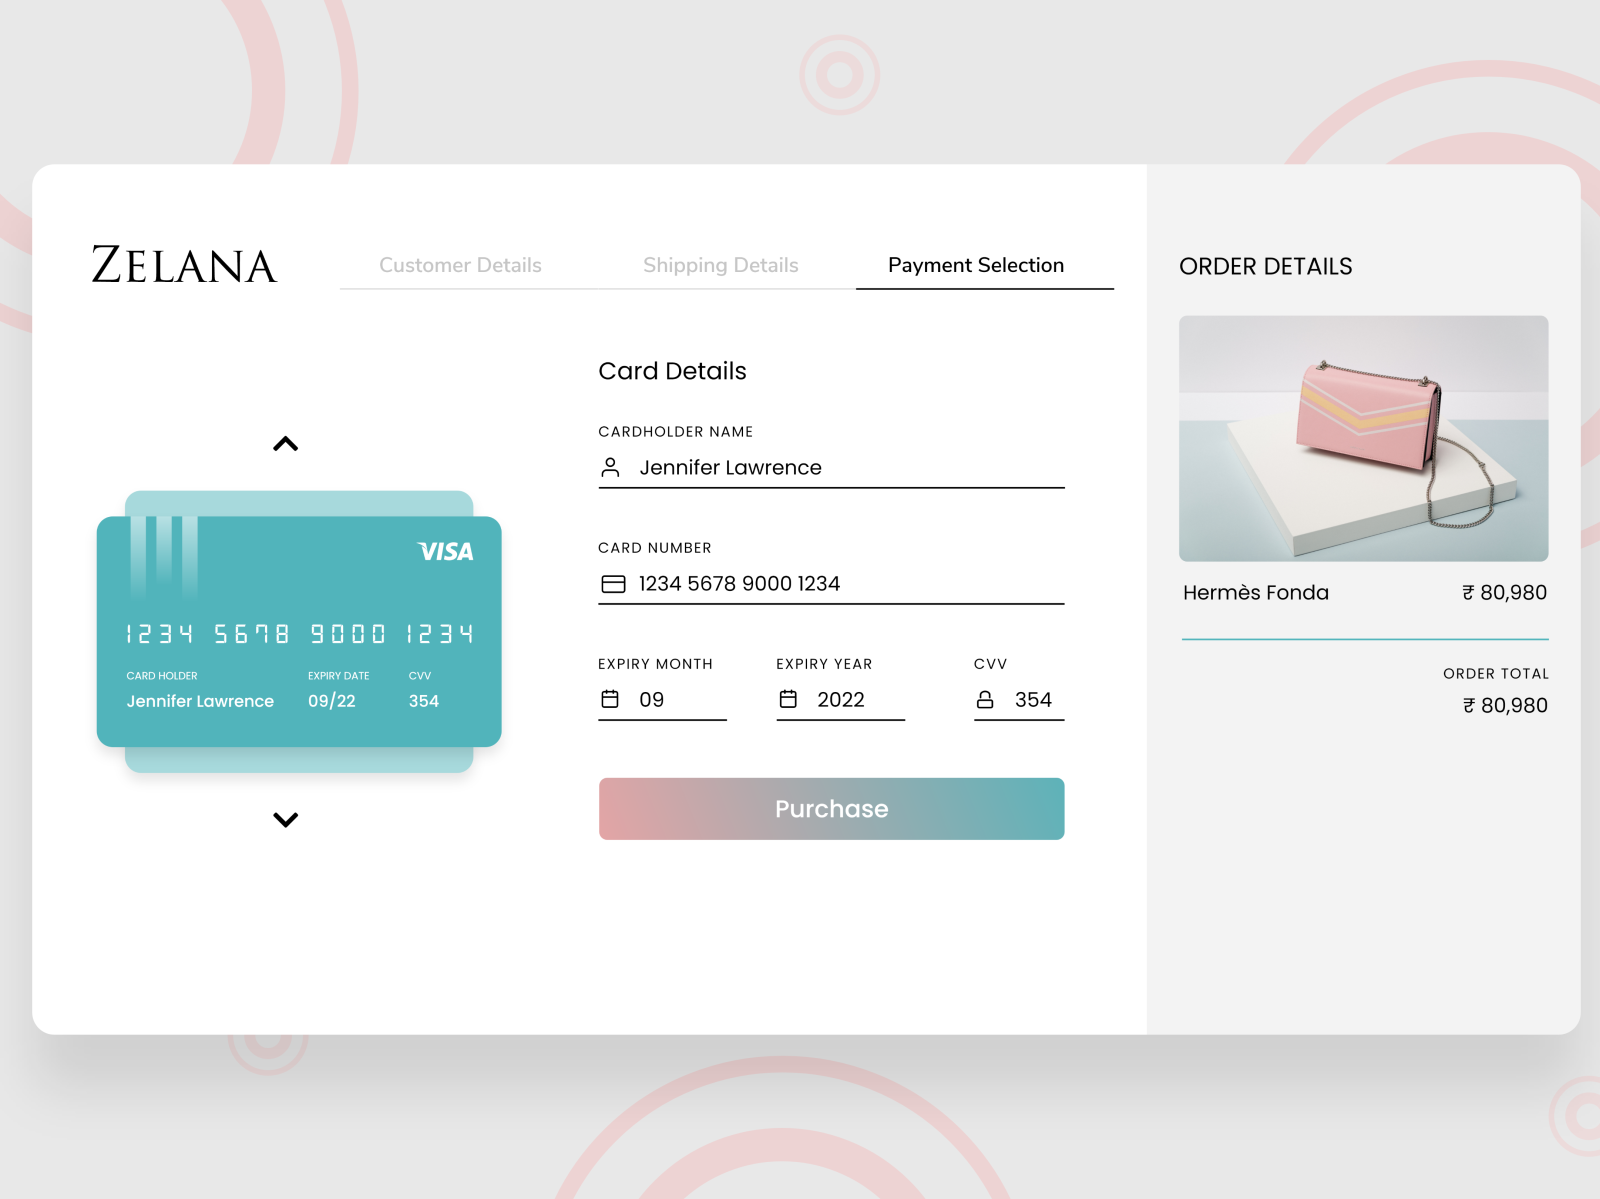 ZELANA
Customer Details
Shipping Details
Payment Selection
VISA
1234 5678 9000 1234
CARD HOLDER
EXPIRY DATE
CVV
Jennifer Lawrence
09/22
354
Card Details
CARDHOLDER NAME
Jennifer Lawrence
CARD NUMBER
1234 5678 9000 1234
EXPIRY MONTH
EXPIRY YEAR
CVV
09
2022
354
Purchase
ORDER DETAILS
Hermès Fonda
₹ 80,980
ORDER TOTAL
₹ 80,980